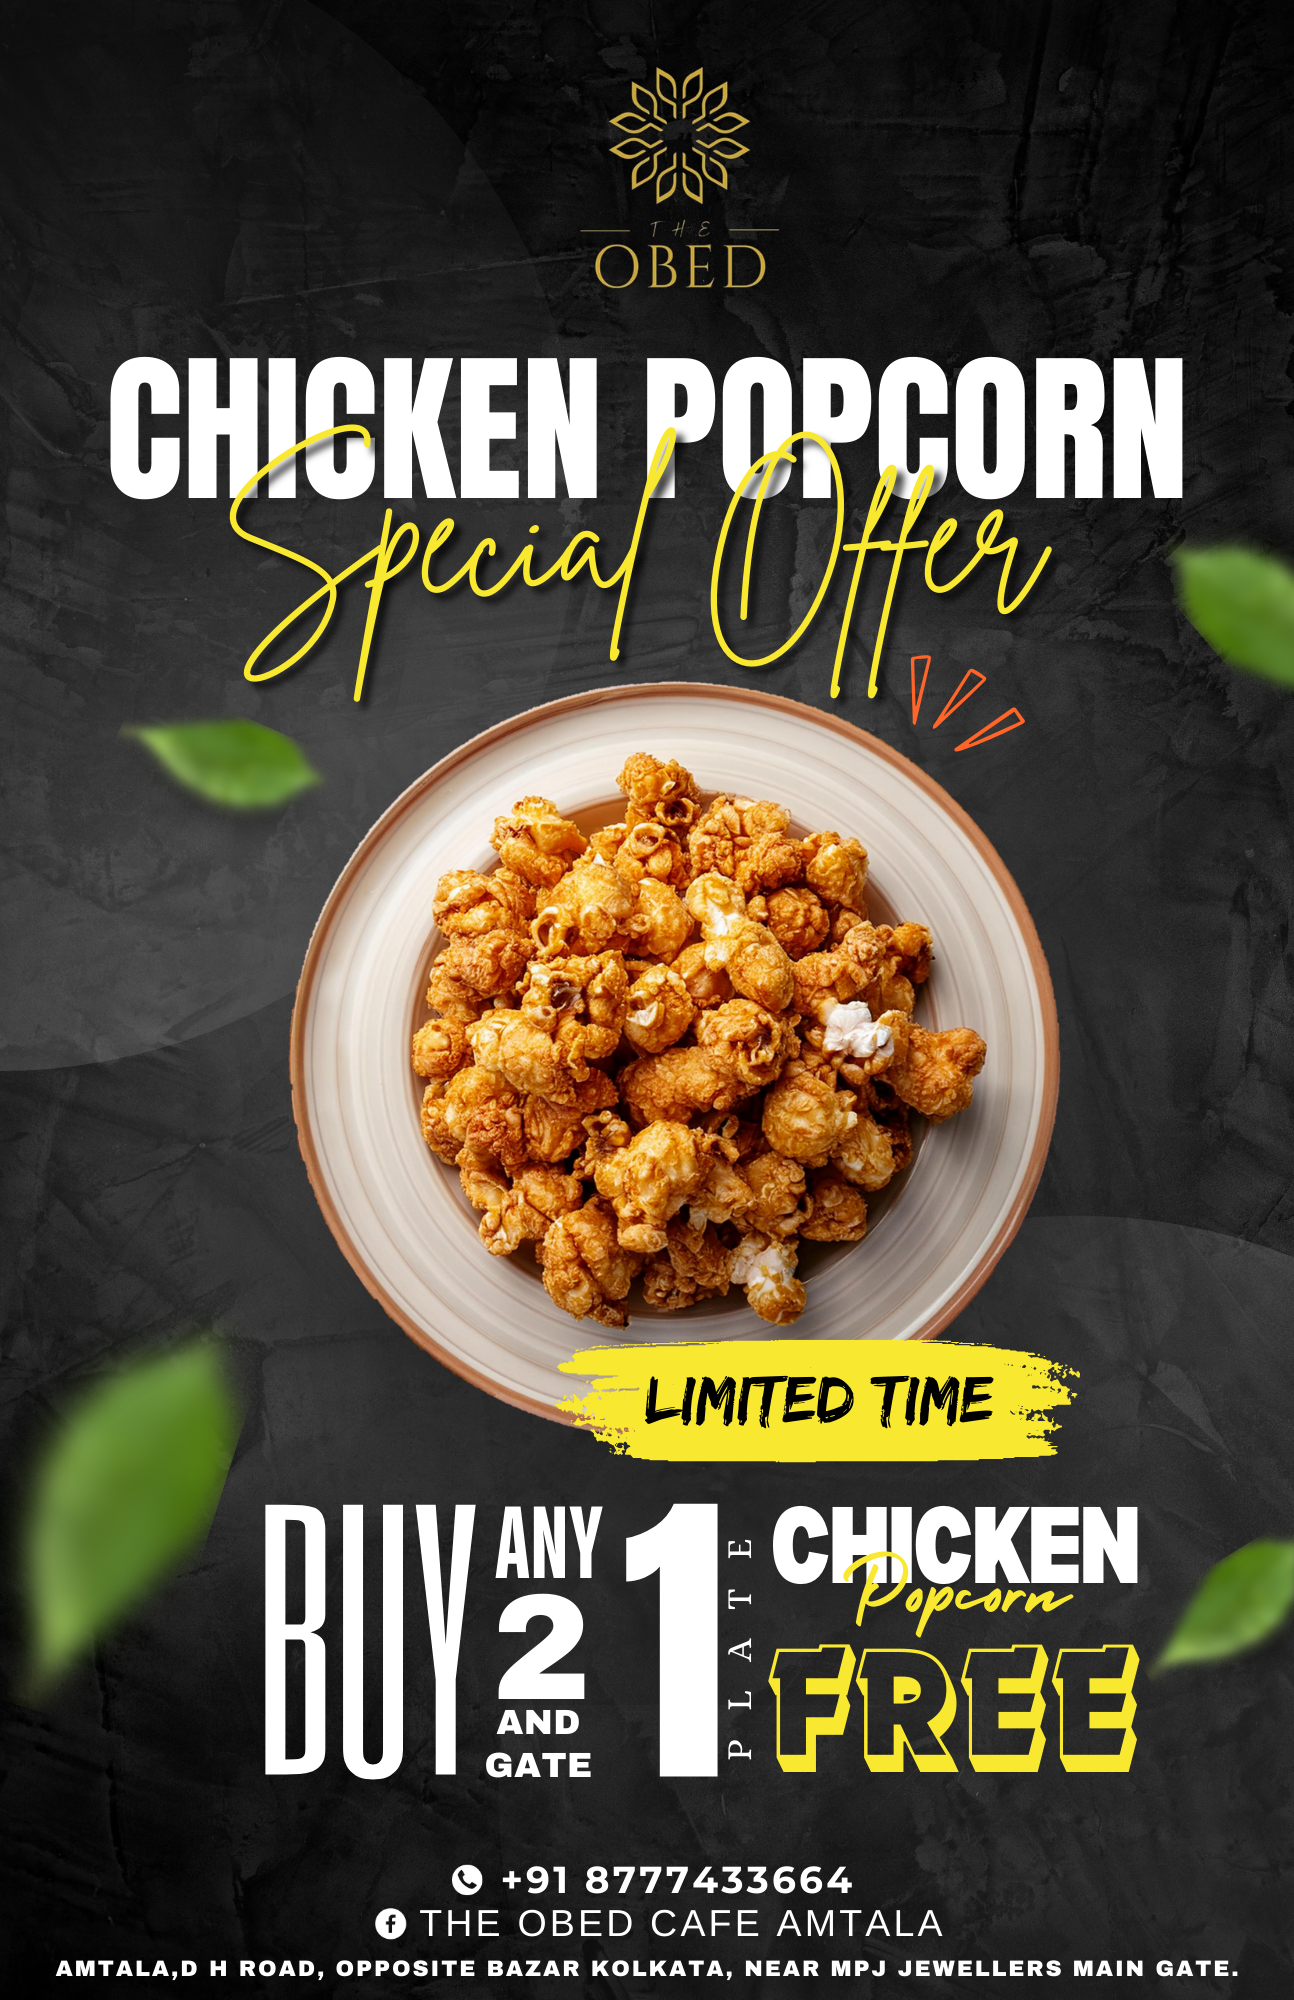 THE
OBED
CHICKEN POPCORN
Special Offer
LIMITED TIME
BUY ANY 2 AND GATE 1 PLATE CHICKEN Popcorn FREE
+91 8777433664
THE OBED CAFE AMTALA
AMTALA,D H ROAD, OPPOSITE BAZAR KOLKATA, NEAR MPJ JEWELLERS MAIN GATE.